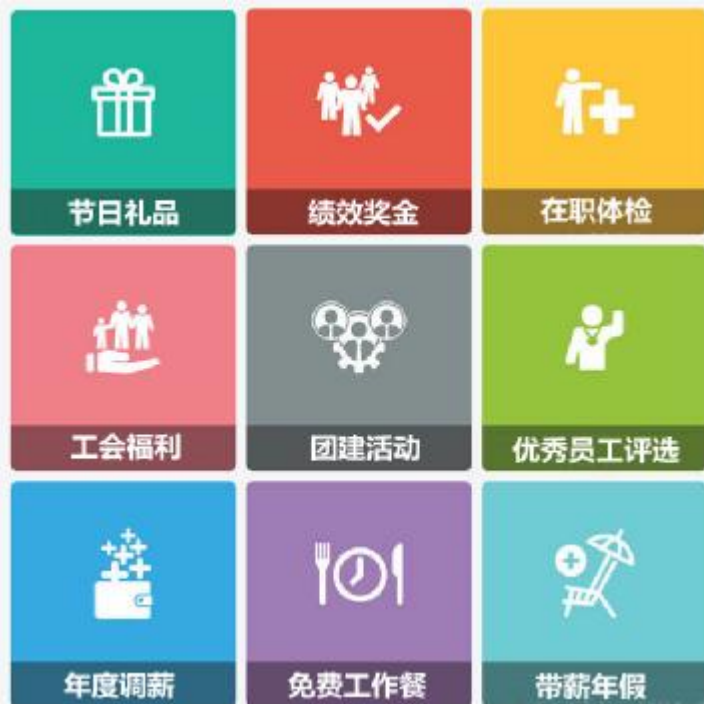 节日礼品
绩效奖金
在职体检
工会福利
团建活动
优秀员工评选
年度调薪
免费工作餐
带薪年假